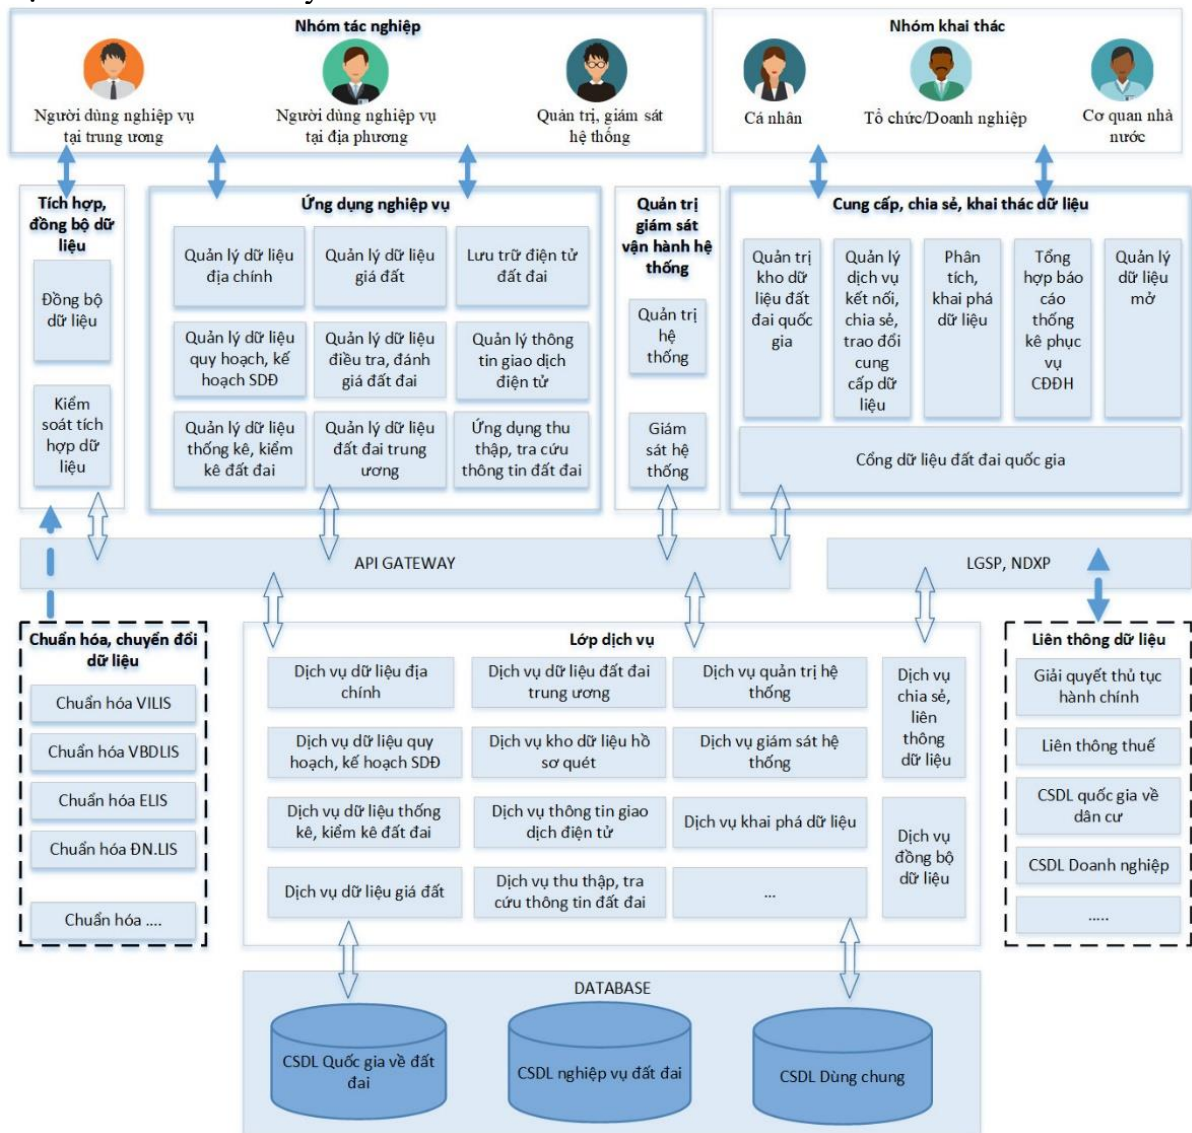 Nhóm tác nghiệp
Người dùng nghiệp vụ
tại trung ương
Người dùng nghiệp vụ
tại địa phương
Quản trị, giám sát
hệ thống
Nhóm khai thác
Cá nhân
Tổ chức/Doanh nghiệp
Cơ quan nhà
nước
Tích hợp,
đồng bộ dữ
liệu
Đồng bộ
dữ liệu
Kiểm
soát tích
hợp dữ
liệu
Ứng dụng nghiệp vụ
Quản lý dữ liệu
địa chính
Quản lý dữ liệu
giá đất
Lưu trữ điện tử
đất đai
Quản lý dữ liệu
quy hoạch, kế
hoạch SDĐ
Quản lý dữ liệu
điều tra, đánh
giá đất đai
Quản lý thông
tin giao dịch
điện tử
Quản lý dữ liệu
thống kê, kiểm
kê đất đai
Quản lý dữ liệu
đất đai trung
ương
Ứng dụng thu
thập, tra cứu
thông tin đất đai
Quản trị
giám sát
vận hành hệ
thống
Quản trị
hệ
thống
Giám
sát hệ
thống
Cung cấp, chia sẻ, khai thác dữ liệu
Quản trị
kho dữ
liệu đất
đai quốc
gia
Quản lý
dịch vụ
kết nối,
chia sẻ,
trao đổi
cung
cấp dữ
liệu
Phân
tích,
khai phá
dữ liệu
Tổng
hợp báo
cáo
thống
kê phục
vụ
CĐĐH
Quản lý
dữ liệu
mở
Cổng dữ liệu đất đai quốc gia
API GATEWAY
LGSP, NDXP
Chuẩn hóa, chuyển đổi
dữ liệu
Chuẩn hóa VILIS
Chuẩn hóa VBDLIS
Chuẩn hóa ELIS
Chuẩn hóa ĐN.LIS
Chuẩn hóa ....
Lớp dịch vụ
Dịch vụ dữ liệu địa
chính
Dịch vụ dữ liệu đất đai
trung ương
Dịch vụ quản trị hệ
thống
Dịch vụ dữ liệu quy
hoạch, kế hoạch SDĐ
Dịch vụ kho dữ liệu hồ
sơ quét
Dịch vụ giám sát hệ
thống
Dịch vụ dữ liệu thống
kê, kiểm kê đất đai
Dịch vụ thông tin giao
dịch điện tử
Dịch vụ khai phá dữ liệu
Dịch vụ dữ liệu giá đất
Dịch vụ thu thập, tra
cứu thông tin đất đai
...
Dịch vụ
chia sẻ,
liên
thông
dữ liệu
Dịch vụ
đồng bộ
dữ liệu
Liên thông dữ liệu
Giải quyết thủ tục
hành chính
Liên thông thuế
CSDL quốc gia về
dân cư
CSDL Doanh nghiệp
.....
DATABASE
CSDL Quốc gia về đất
đai
CSDL nghiệp vụ đất đai
CSDL Dùng chung